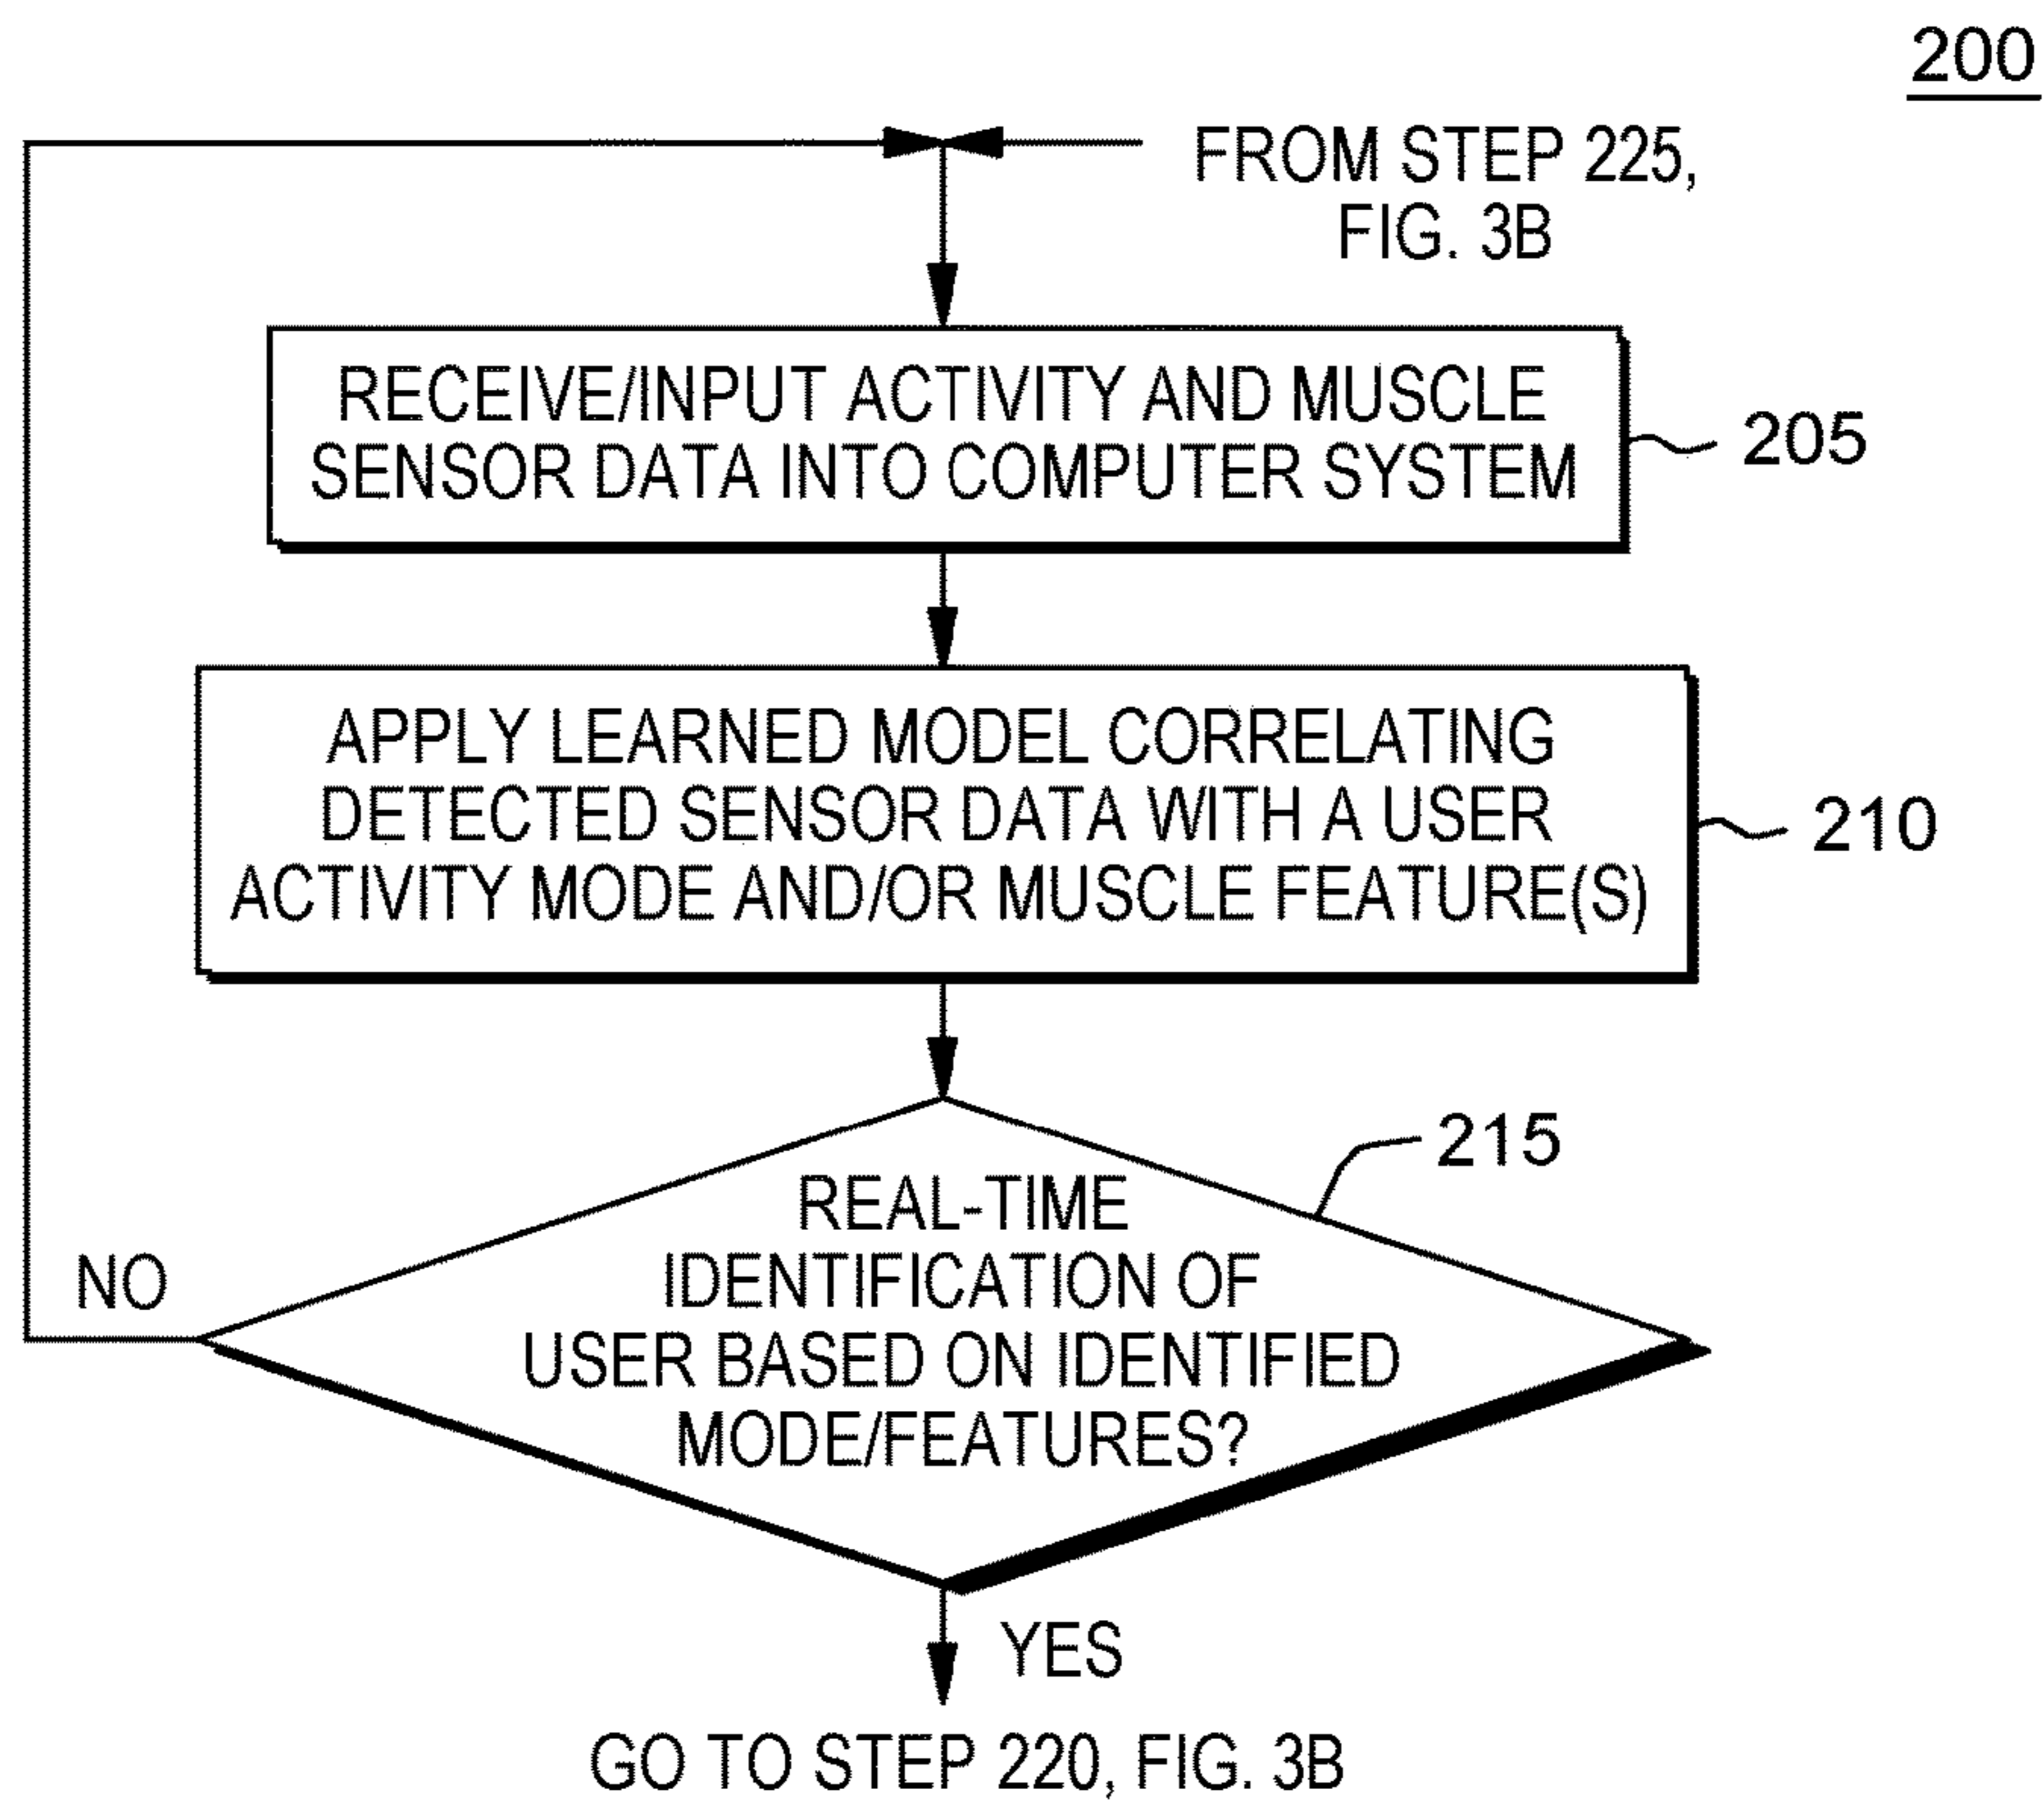 200
FROM STEP 225,
FIG. 3B
RECEIVE/INPUT ACTIVITY AND MUSCLE
SENSOR DATA INTO COMPUTER SYSTEM
205
APPLY LEARNED MODEL CORRELATING
DETECTED SENSOR DATA WITH A USER
ACTIVITY MODE AND/OR MUSCLE FEATURE(S)
210
215
REAL-TIME
IDENTIFICATION OF
USER BASED ON IDENTIFIED
MODE/FEATURES?
NO
YES
GO TO STEP 220, FIG. 3B